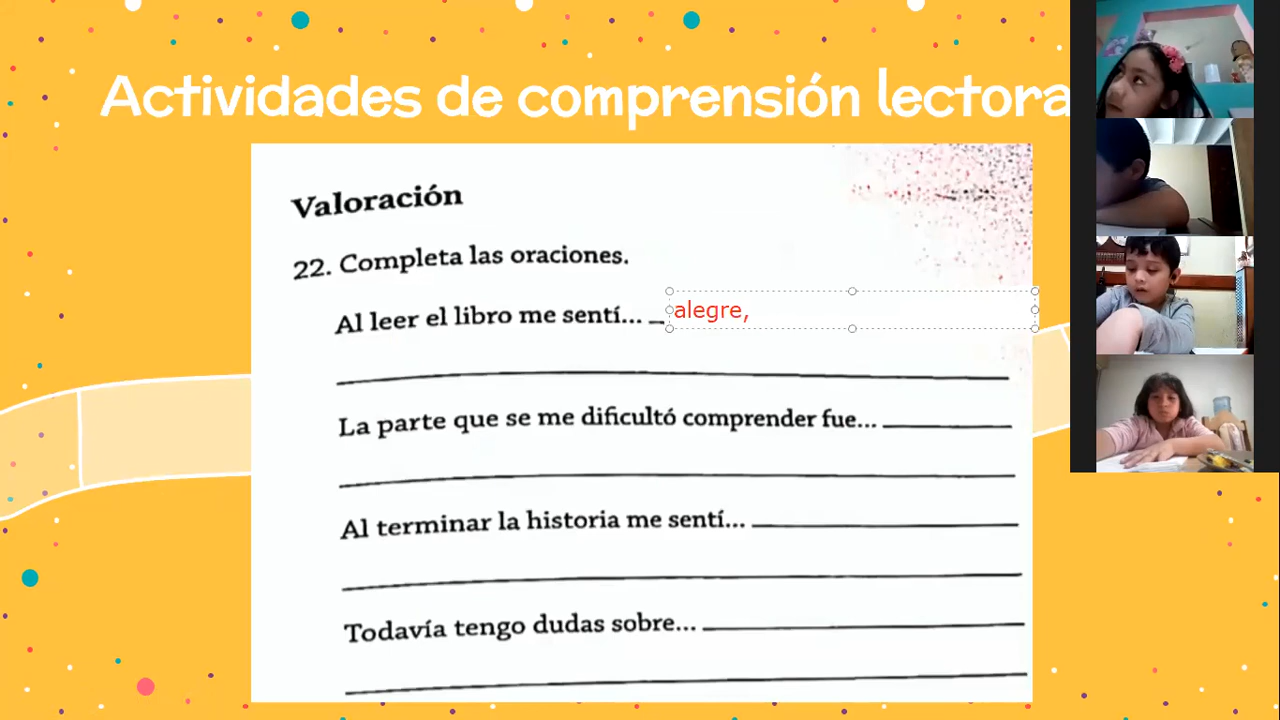 Actividades de comprensión lectora
Valoración
22. Completa las oraciones.
Al leer el libro me sentí... alegre,
La parte que se me dificultó comprender fue...
Al terminar la historia me sentí...
Todavía tengo dudas sobre...